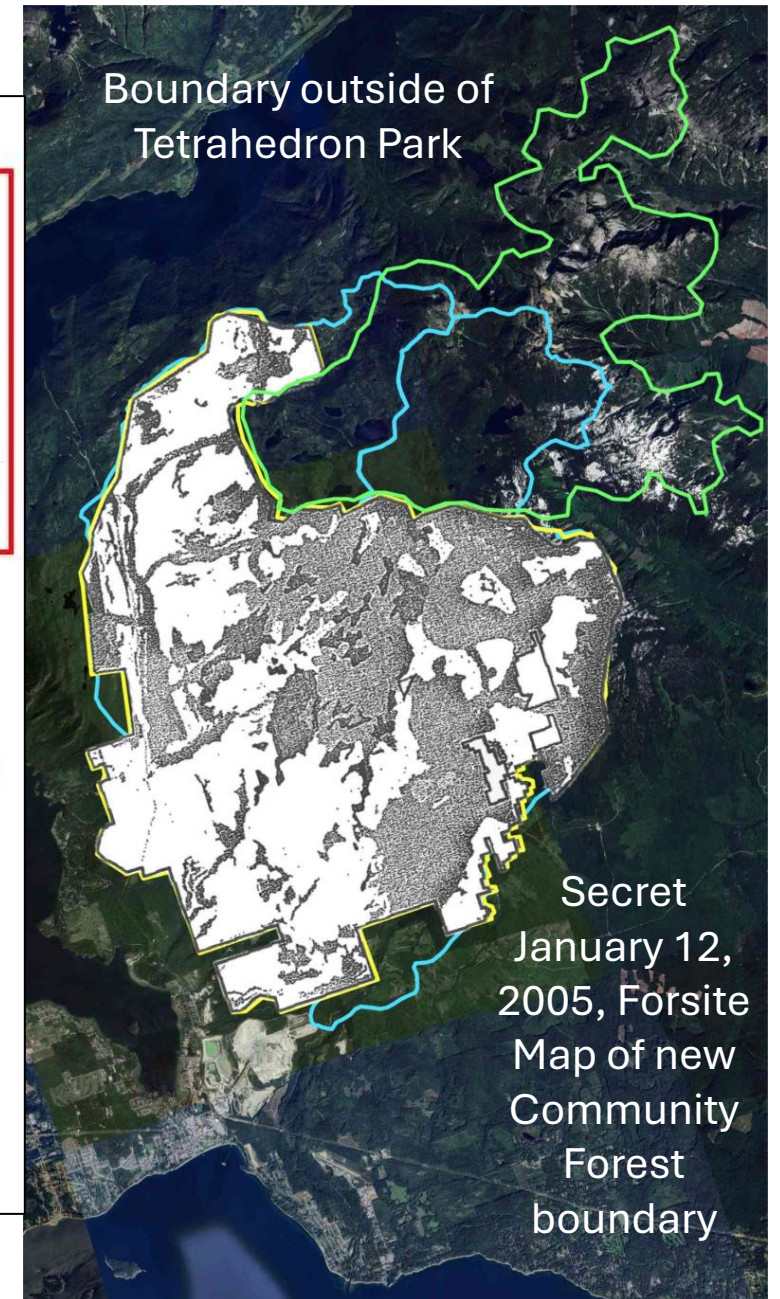 Boundary outside of
Tetrahedron Park
Secret
January 12,
2005, Forsite
Map of new
Community
Forest
boundary